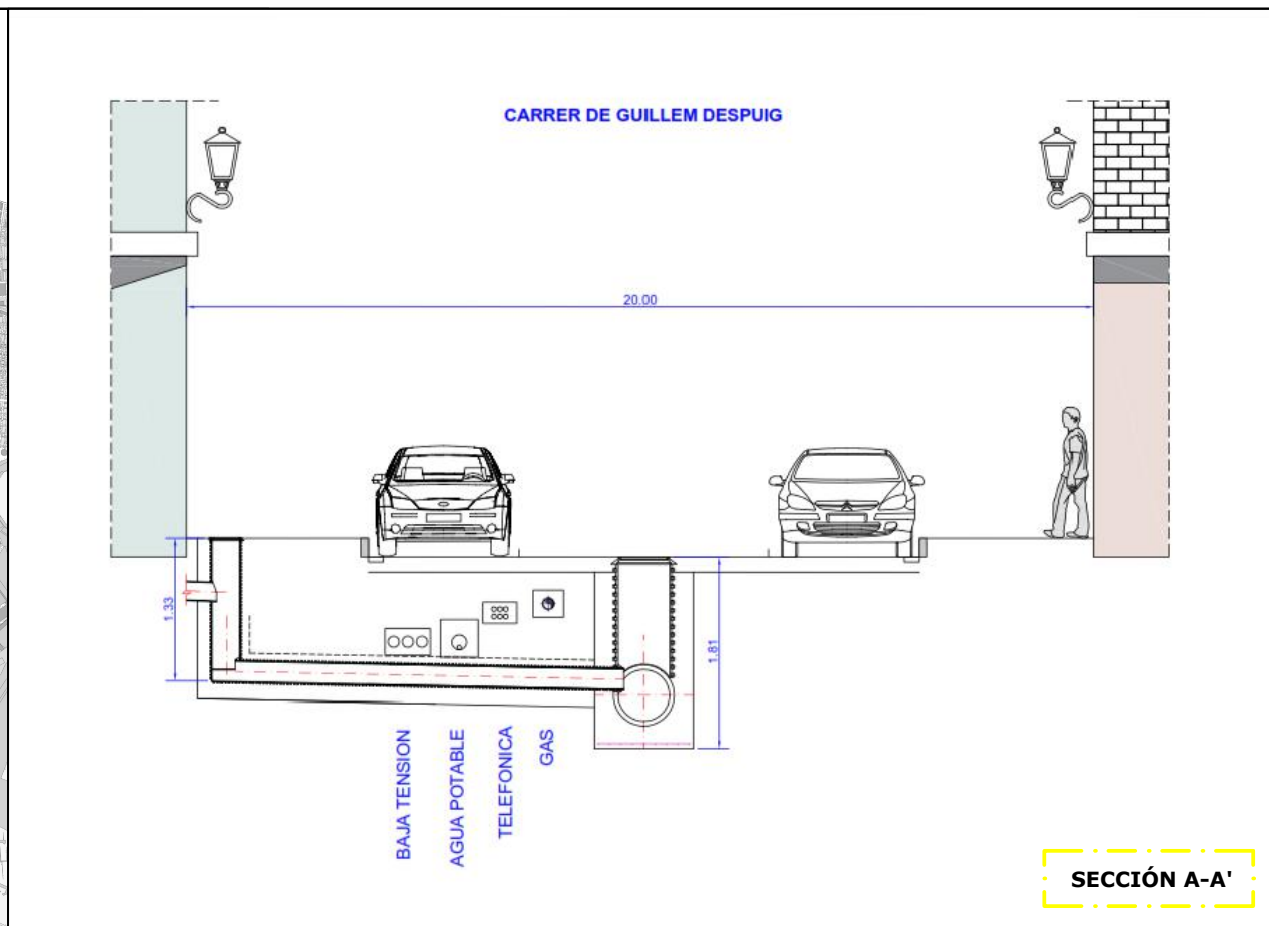 CARRER DE GUILLEM DESPUIG
20.00
1.33
1.81
BAJA TENSION
AGUA POTABLE
TELEFONICA
GAS
SECCIÓN A-A'